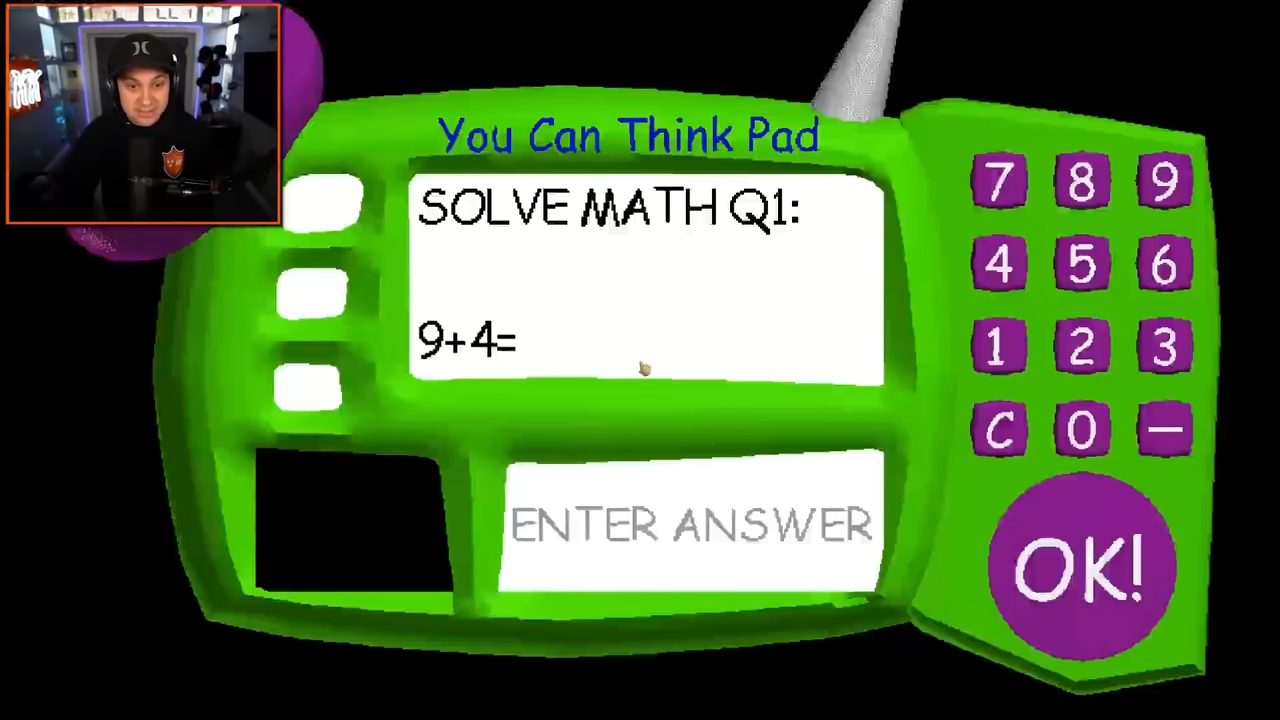 You Can Think Pad
SOLVE MATH Q1:
9+4=
ENTER ANSWER
7 8 9
4 5 6
1 2 3
C 0 –
OK!